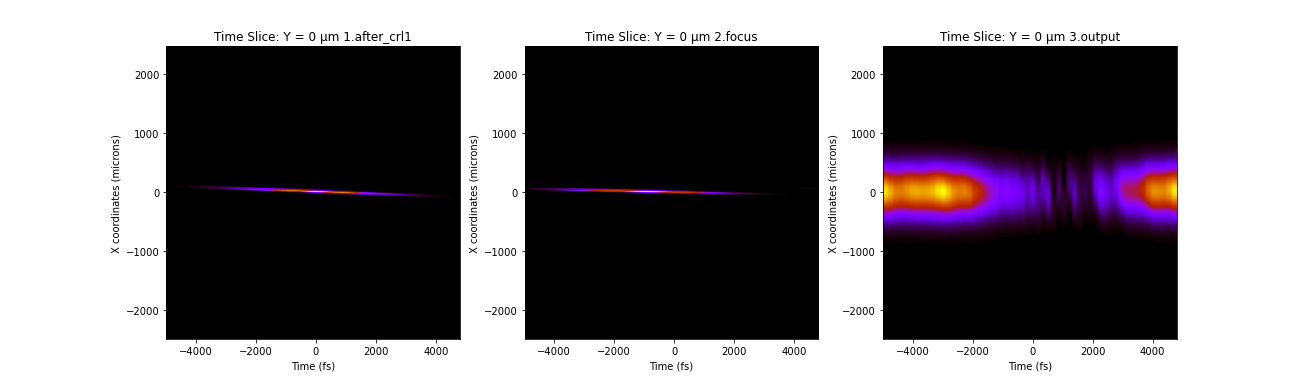 Time Slice: Y = 0 µm 1.after_crl1
X coordinates (microns)
2000
1000
0
−1000
−2000
−4000 −2000 0 2000 4000
Time (fs)
Time Slice: Y = 0 µm 2.focus
X coordinates (microns)
2000
1000
0
−1000
−2000
−4000 −2000 0 2000 4000
Time (fs)
Time Slice: Y = 0 µm 3.output
X coordinates (microns)
2000
1000
0
−1000
−2000
−4000 −2000 0 2000 4000
Time (fs)